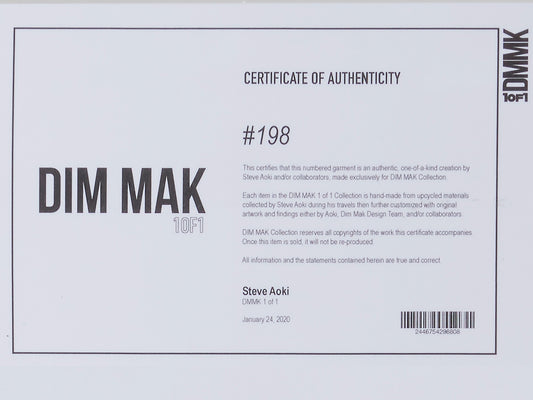 CERTIFICATE OF AUTHENTICITY
DMMK
1OF1
#198
DIM MAK
1OF1
This certifies that this numbered garment is an authentic, one-of-a-kind creation by
Steve Aoki and/or collaborators; made exclusively for DIM MAK Collection.
Each item in the DIM MAK 1 of 1 Collection is hand-made from upcycled materials
collected by Steve Aoki during his travels then further customized with original
artwork and findings either by Aoki, Dim Mak Design Team, and/or collaborators.
DIM MAK Collection reserves all copyrights of the work this certificate accompanies.
Once this item is sold, it will not be re-produced.
All information and the statements contained herein are true and correct.
Steve Aoki
DMMK 1 of 1
January 24, 2020
2446754296808